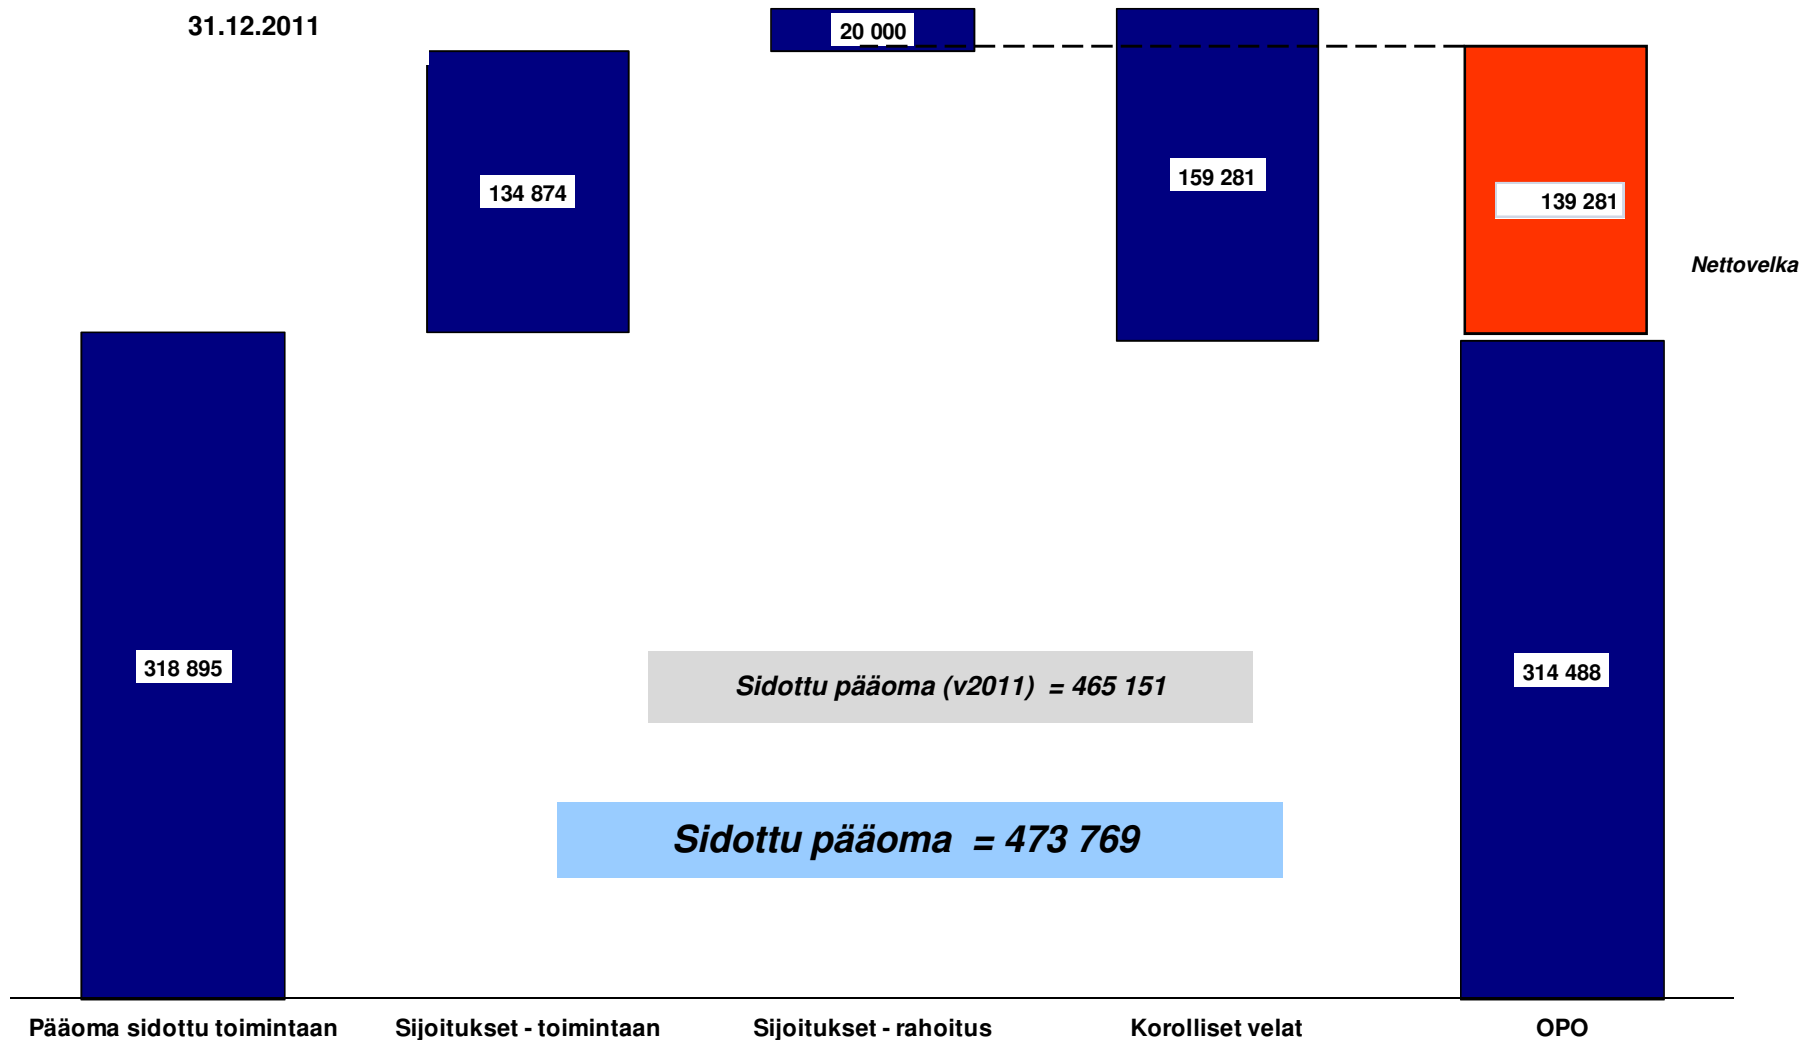 31.12.2011
20 000
134 874
159 281
139 281
Nettovelka
318 895
Sidottu pääoma (v2011) = 465 151
314 488
Sidottu pääoma = 473 769
Pääoma sidottu toimintaan
Sijoitukset - toimintaan
Sijoitukset - rahoitus
Korolliset velat
OPO